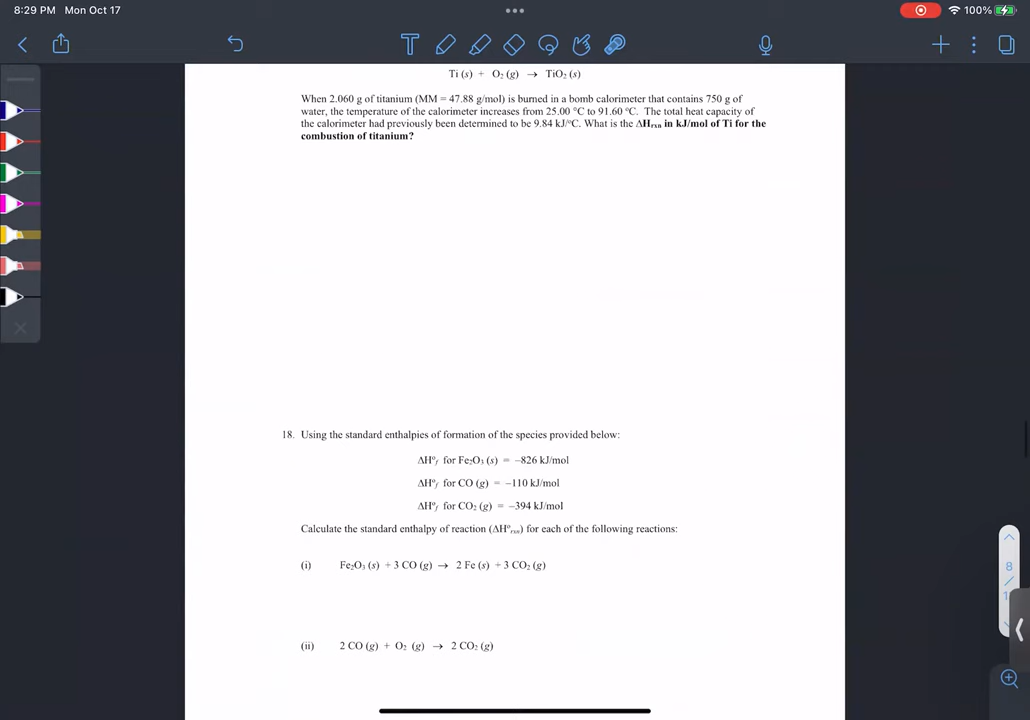 8:29 PM Mon Oct 17
100%
Ti (s) + O₂ (g) → TiO₂ (s)
When 2.060 g of titanium (MM = 47.88 g/mol) is burned in a bomb calorimeter that contains 750 g of
water, the temperature of the calorimeter increases from 25.00 °C to 91.60 °C. The total heat capacity of
the calorimeter had previously been determined to be 9.84 kJ/°C. What is the ΔHᵣₓₙ in kJ/mol of Ti for the
combustion of titanium?
18. Using the standard enthalpies of formation of the species provided below:
ΔH°f for Fe₂O₃ (s) = –826 kJ/mol
ΔH°f for CO (g) = –110 kJ/mol
ΔH°f for CO₂ (g) = –394 kJ/mol
Calculate the standard enthalpy of reaction (ΔH°ᵣₓₙ) for each of the following reactions:
(i) Fe₂O₃ (s) + 3 CO (g) → 2 Fe (s) + 3 CO₂ (g)
8
/
(ii) 2 CO (g) + O₂ (g) → 2 CO₂ (g)